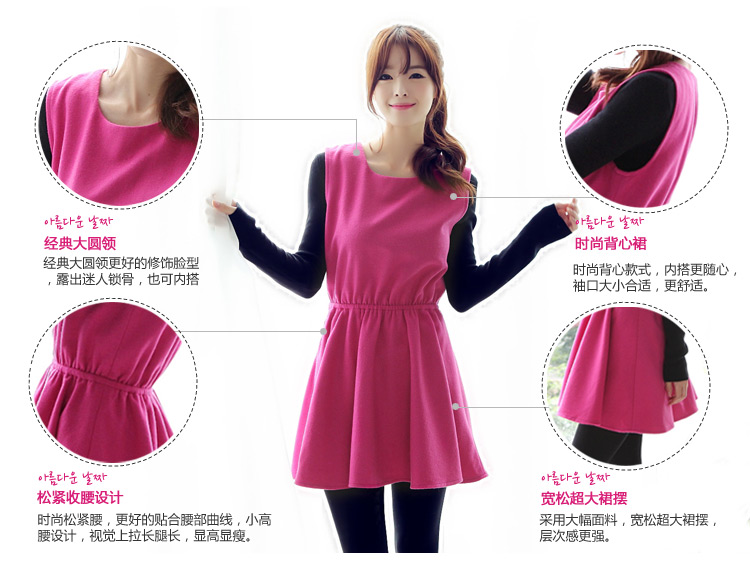 아름다운 날짜
经典大圆领
经典大圆领更好的修饰脸型
，露出迷人锁骨，也可内搭
아름다운 날짜
时尚背心裙
时尚背心款式，内搭更随心，
袖口大小合适，更舒适。
아름다운 날짜
松紧收腰设计
时尚松紧腰，更好的贴合腰部曲线，小高
腰设计，视觉上拉长腿长，显高显瘦。
아름다운 날짜
宽松超大裙摆
采用大幅面料，宽松超大裙摆，
层次感更强。